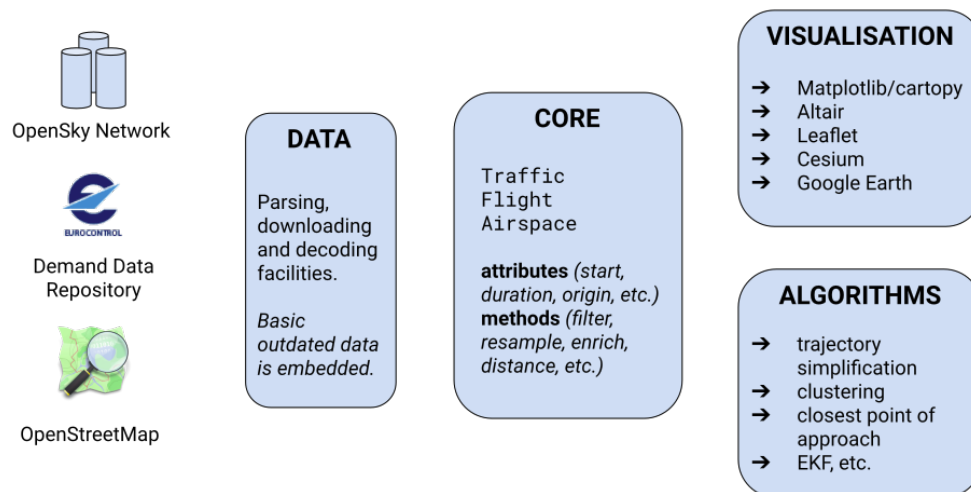 OpenSky Network
EUROCONTROL
Demand Data
Repository
OpenStreetMap
DATA
Parsing,
downloading
and decoding
facilities.
Basic
outdated data
is embedded.
CORE
Traffic
Flight
Airspace
attributes (start,
duration, origin, etc.)
methods (filter,
resample, enrich,
distance, etc.)
VISUALISATION
➔ Matplotlib/cartopy
➔ Altair
➔ Leaflet
➔ Cesium
➔ Google Earth
ALGORITHMS
➔ trajectory
simplification
➔ clustering
➔ closest point of
approach
➔ EKF, etc.